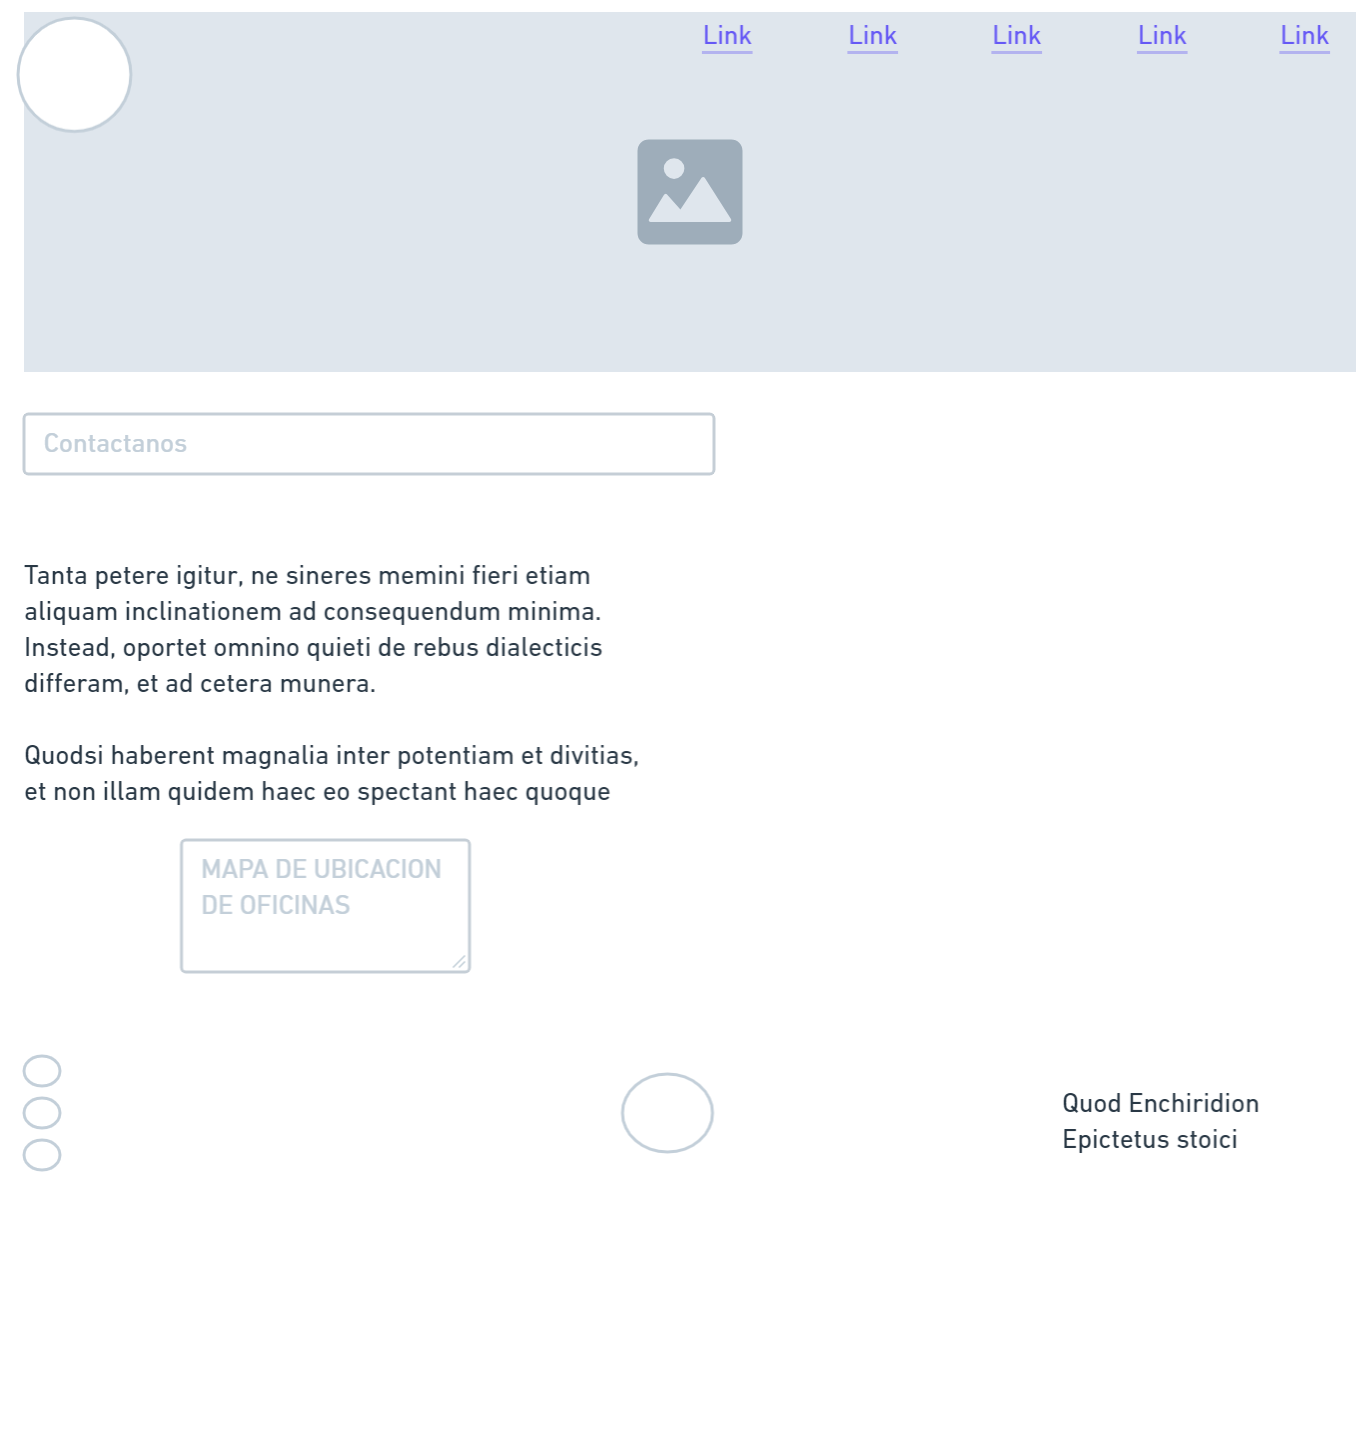 Link Link Link Link Link
Contactanos
Tanta petere igitur, ne sineres memini fieri etiam
aliquam inclinationem ad consequendum minima.
Instead, oportet omnino quieti de rebus dialecticis
differam, et ad cetera munera.
Quodsi haberent magnalia inter potentiam et divitias,
et non illam quidem haec eo spectant haec quoque
MAPA DE UBICACION
DE OFICINAS
Quod Enchiridion
Epictetus stoici